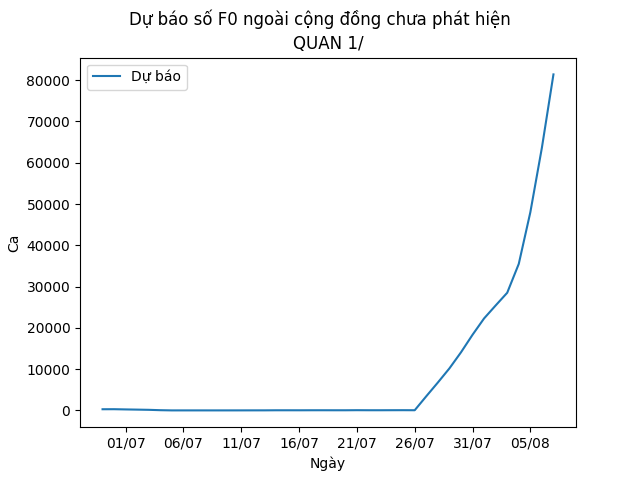 Dự báo số F0 ngoài cộng đồng chưa phát hiện
QUAN 1/
Dự báo
80000
70000
60000
50000
40000
30000
20000
10000
0
Ca
01/07 06/07 11/07 16/07 21/07 26/07 31/07 05/08
Ngày